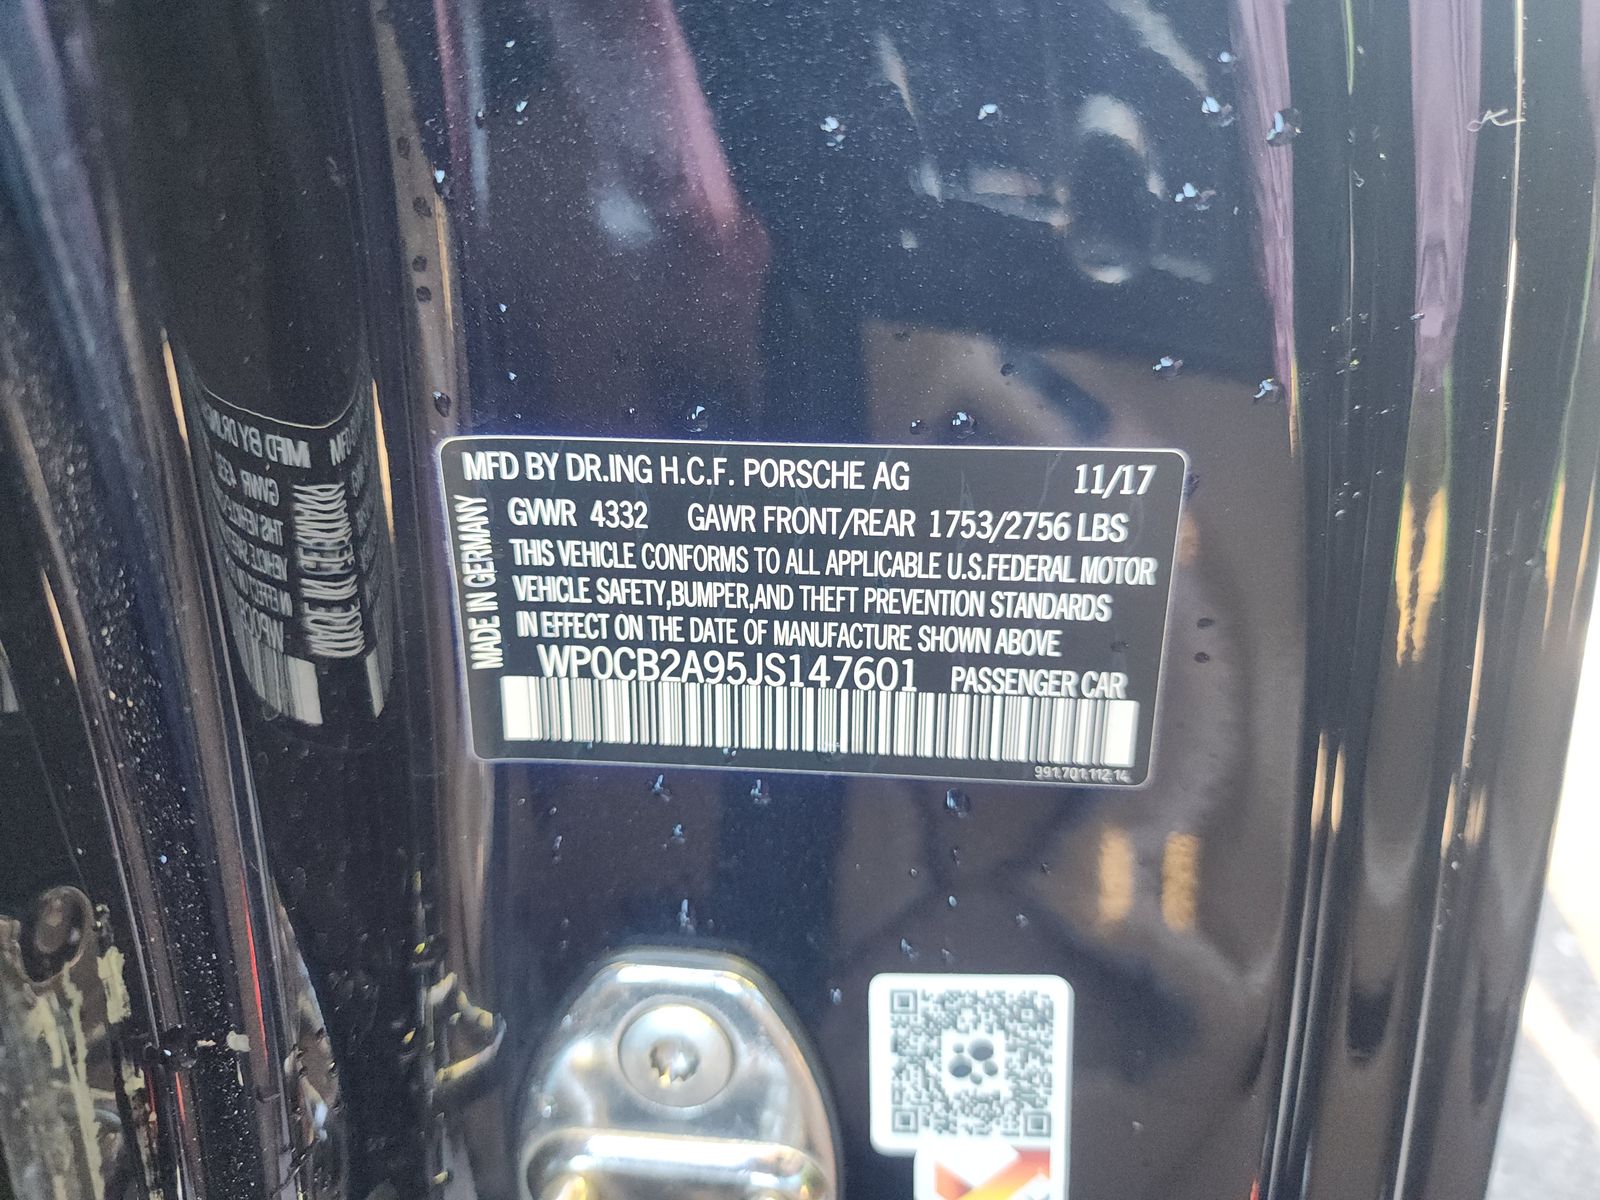 MFD BY DR.ING H.C.F. PORSCHE AG 11/17
MADE IN GERMANY
GVWR 4332 GAWR FRONT/REAR 1753/2756 LBS
THIS VEHICLE CONFORMS TO ALL APPLICABLE U.S.FEDERAL MOTOR
VEHICLE SAFETY,BUMPER,AND THEFT PREVENTION STANDARDS
IN EFFECT ON THE DATE OF MANUFACTURE SHOWN ABOVE
WP0CB2A95JS147601 PASSENGER CAR
991.701.112.14